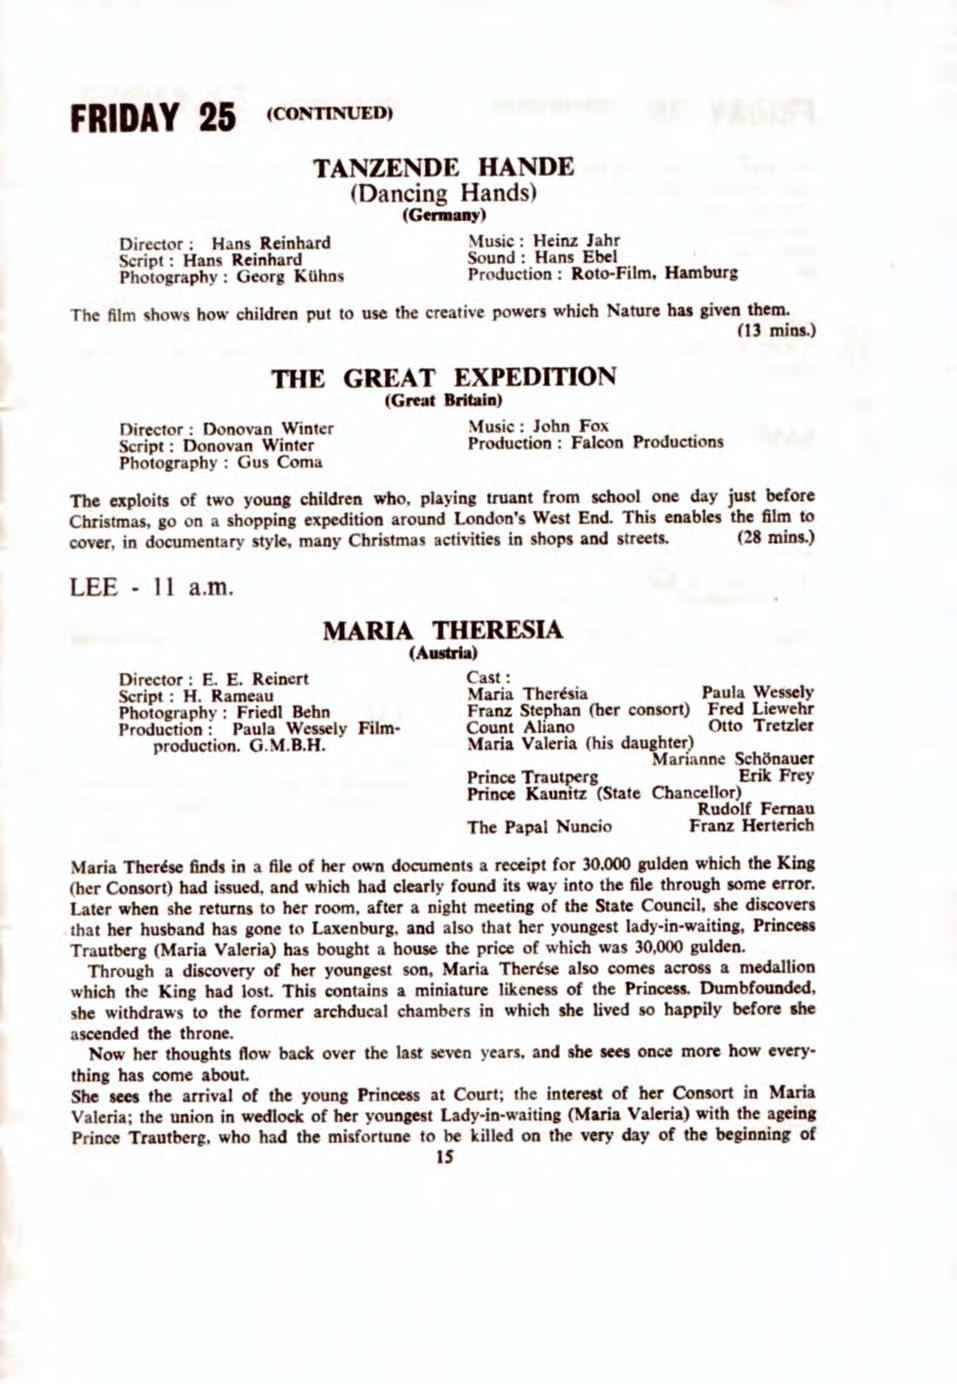 FRIDAY 25 (CONTINUED)
TANZENDE HANDE
(Dancing Hands)
(Germany)
Director : Hans Reinhard
Script : Hans Reinhard
Photography : Georg Kühns
Music : Heinz Jahr
Sound : Hans Ebel
Production : Roto-Film, Hamburg
The film shows how children put to use the creative powers which Nature has given them.
(13 mins.)
THE GREAT EXPEDITION
(Great Britain)
Director : Donovan Winter
Script : Donovan Winter
Photography : Gus Coma
Music : John Fox
Production : Falcon Productions
The exploits of two young children who, playing truant from school one day just before
Christmas, go on a shopping expedition around London's West End. This enables the film to
cover, in documentary style, many Christmas activities in shops and streets. (28 mins.)
LEE - 11 a.m.
MARIA THERESIA
(Austria)
Director : E. E. Reinert
Script : H. Rameau
Photography : Friedl Behn
Production : Paula Wessely Film-
production. G.M.B.H.
Cast :
Maria Therésia Paula Wessely
Franz Stephan (her consort) Fred Liewehr
Count Aliano Otto Tretzler
Maria Valeria (his daughter)
Marianne Schönauer
Prince Trautperg Erik Frey
Prince Kaunitz (State Chancellor)
Rudolf Fernau
The Papal Nuncio Franz Herterich
Maria Therése finds in a file of her own documents a receipt for 30,000 gulden which the King
(her Consort) had issued, and which had clearly found its way into the file through some error.
Later when she returns to her room, after a night meeting of the State Council, she discovers
that her husband has gone to Laxenburg, and also that her youngest lady-in-waiting, Princess
Trautberg (Maria Valeria) has bought a house the price of which was 30,000 gulden.
Through a discovery of her youngest son, Maria Therése also comes across a medallion
which the King had lost. This contains a miniature likeness of the Princess. Dumbfounded,
she withdraws to the former archducal chambers in which she lived so happily before she
ascended the throne.
Now her thoughts flow back over the last seven years, and she sees once more how every-
thing has come about.
She sees the arrival of the young Princess at Court; the interest of her Consort in Maria
Valeria; the union in wedlock of her youngest Lady-in-waiting (Maria Valeria) with the ageing
Prince Trautberg, who had the misfortune to be killed on the very day of the beginning of
15